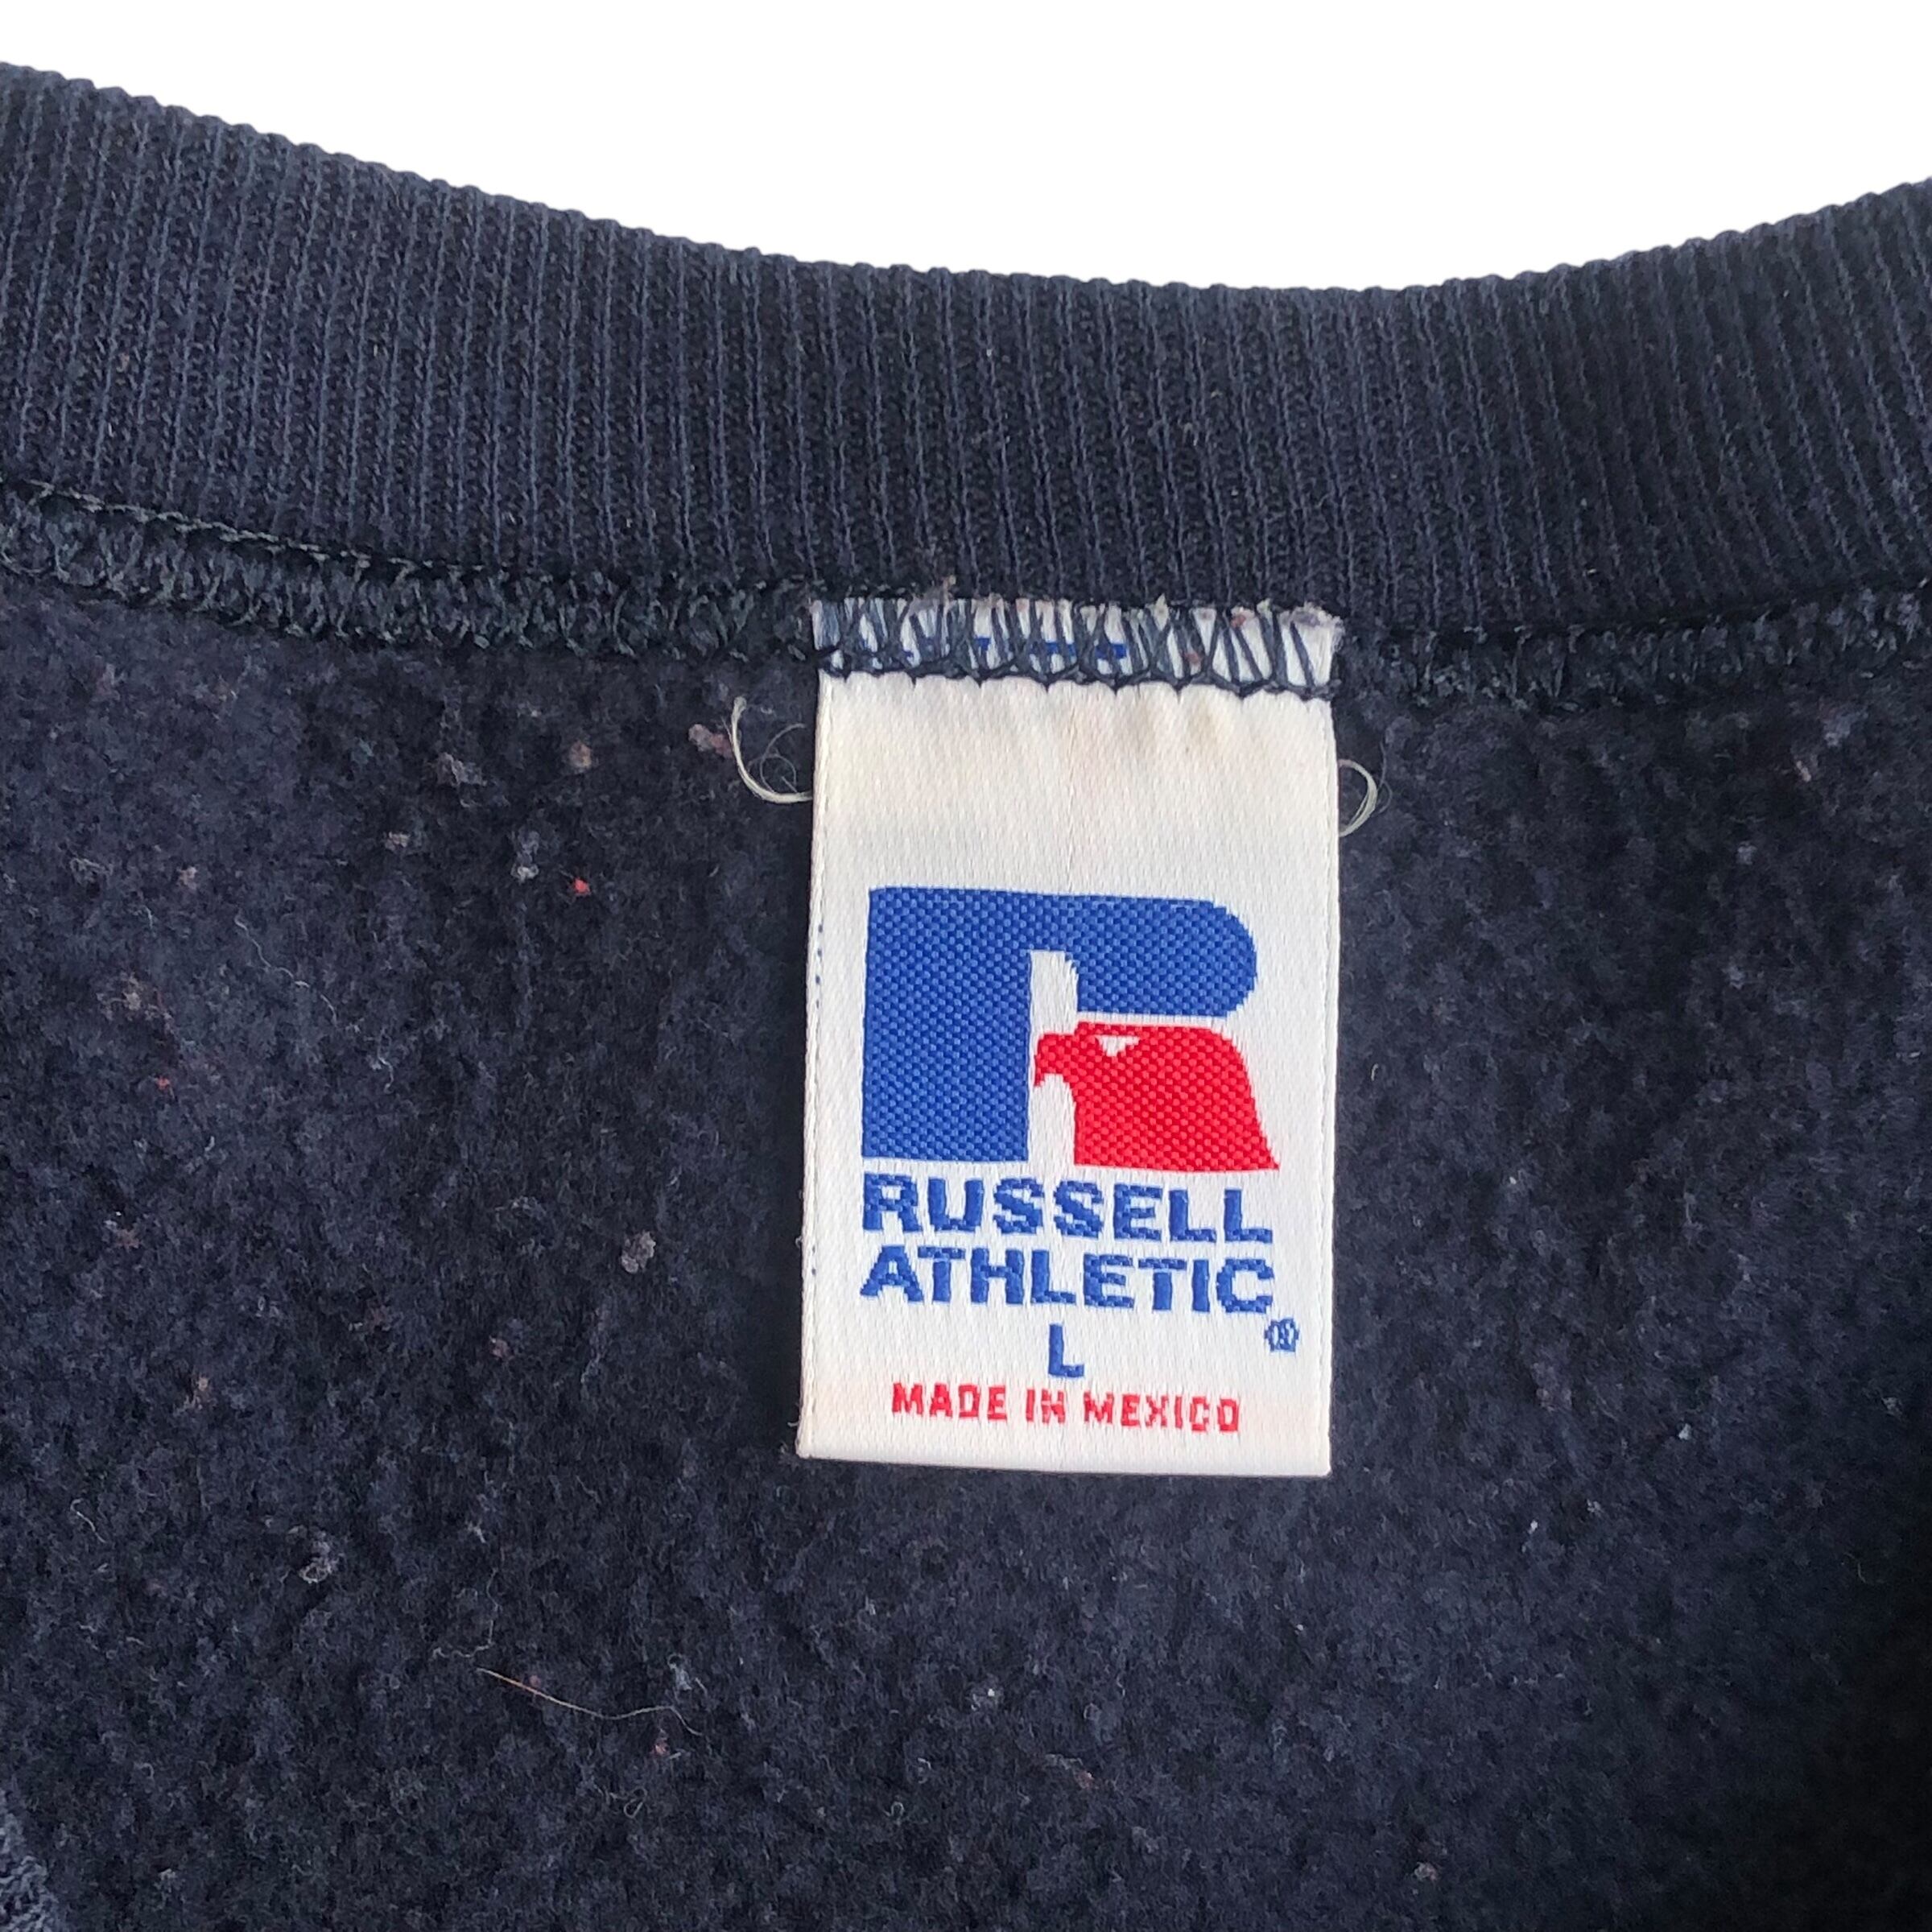 RUSSELL
ATHLETIC®
L
MADE IN MEXICO